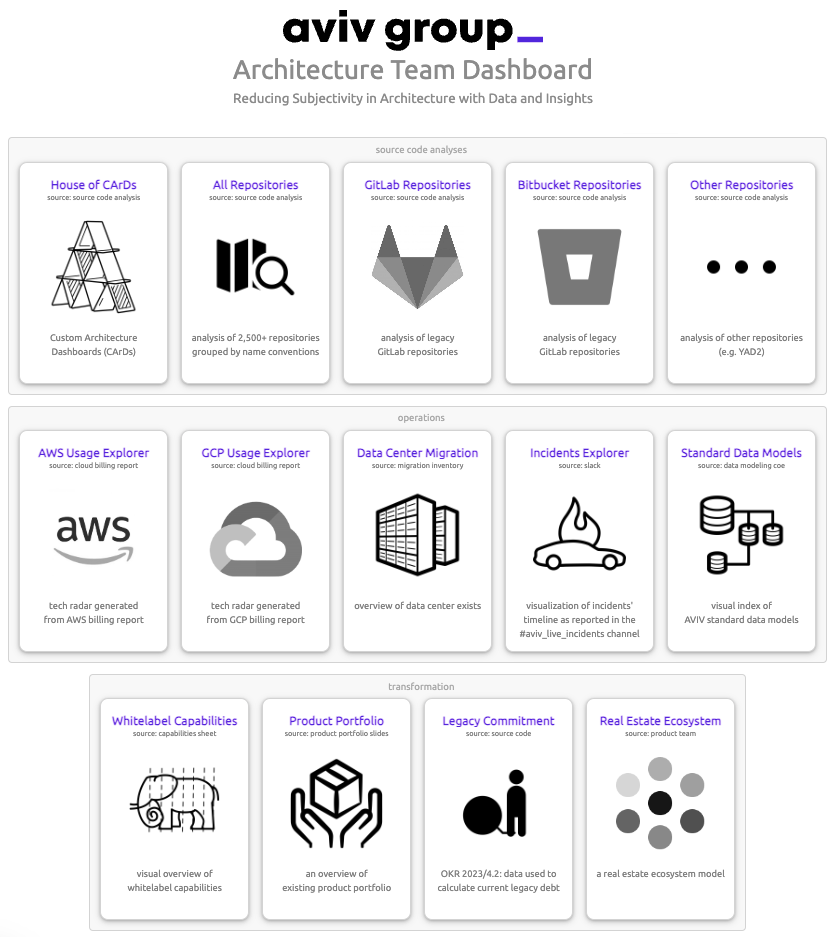 aviv group_
Architecture Team Dashboard
Reducing Subjectivity in Architecture with Data and Insights
source code analyses
House of CArDs
source: source code analysis
Custom Architecture
Dashboards (CArDs)
All Repositories
source: source code analysis
analysis of 2,500+ repositories
grouped by name conventions
GitLab Repositories
source: source code analysis
analysis of legacy
GitLab repositories
Bitbucket Repositories
source: source code analysis
analysis of legacy
GitLab repositories
Other Repositories
source: source code analysis
analysis of other repositories
(e.g. YAD2)
operations
AWS Usage Explorer
source: cloud billing report
aws
tech radar generated
from AWS billing report
GCP Usage Explorer
source: cloud billing report
tech radar generated
from GCP billing report
Data Center Migration
source: migration inventory
overview of data center exists
Incidents Explorer
source: slack
visualization of incidents'
timeline as reported in the
#aviv_live_incidents channel
Standard Data Models
source: data modeling coe
visual index of
AVIV standard data models
transformation
Whitelabel Capabilities
source: capabilities sheet
visual overview of
whitelabel capabilities
Product Portfolio
source: product portfolio slides
an overview of
existing product portfolio
Legacy Commitment
source: source code
OKR 2023/4.2: data used to
calculate current legacy debt
Real Estate Ecosystem
source: product team
a real estate ecosystem model